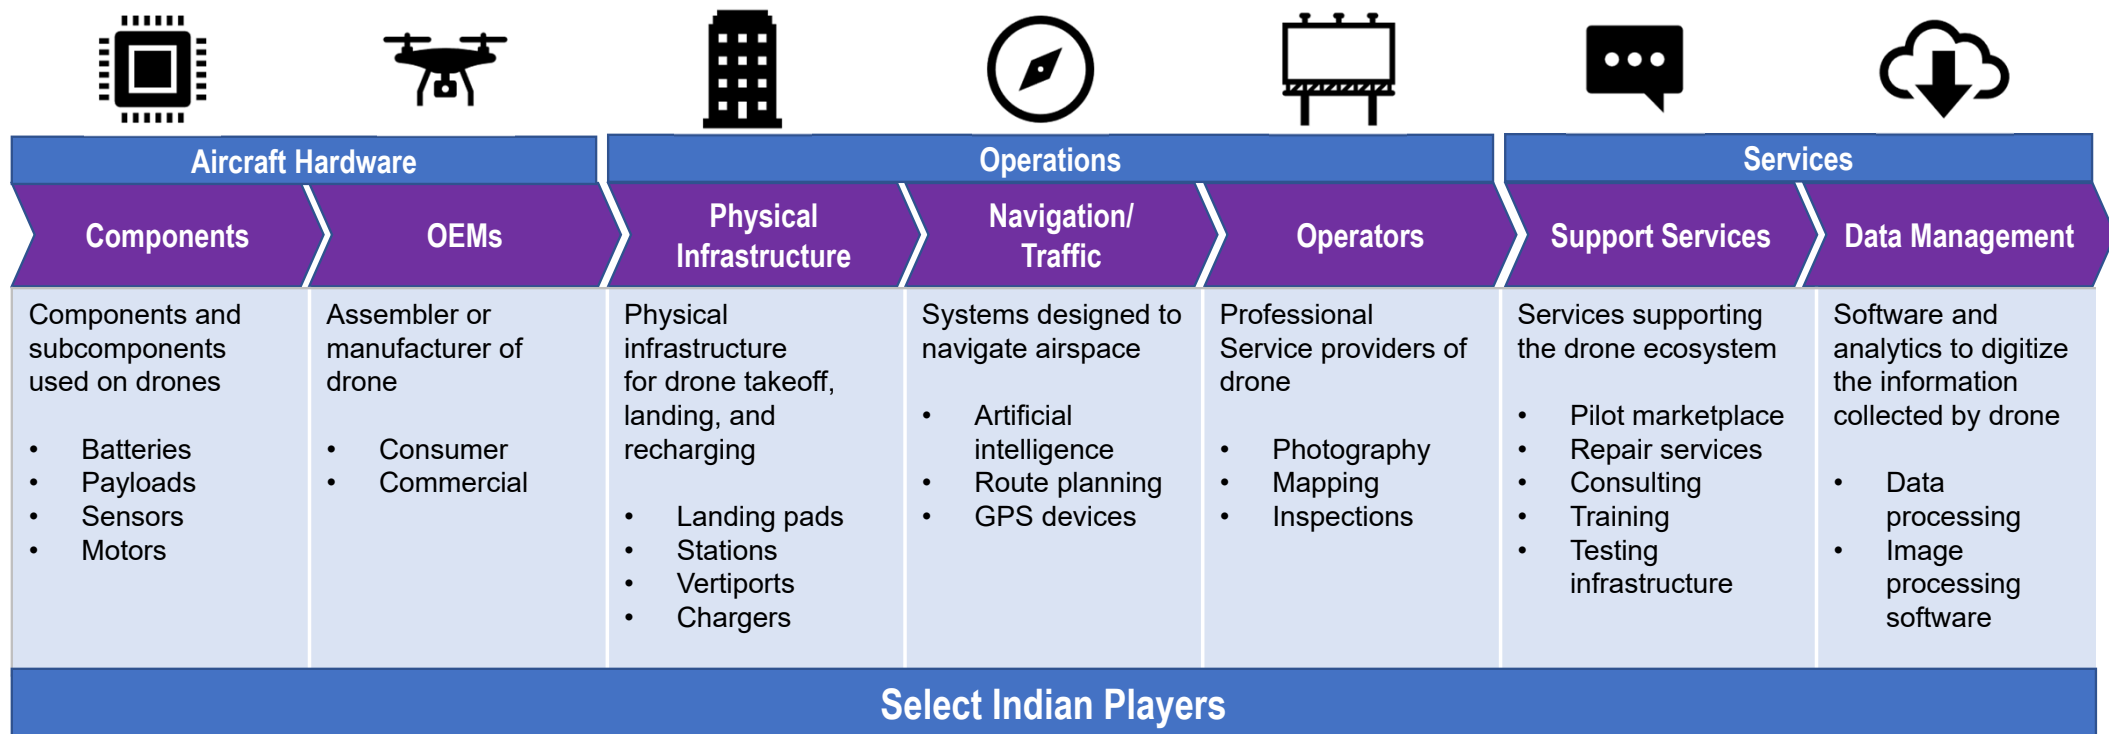 Aircraft Hardware
Operations
Services
Components
OEMs
Physical
Infrastructure
Navigation/
Traffic
Operators
Support Services
Data Management
Components and
subcomponents
used on drones
• Batteries
• Payloads
• Sensors
• Motors
Assembler or
manufacturer of
drone
• Consumer
• Commercial
Physical
infrastructure
for drone takeoff,
landing, and
recharging
• Landing pads
• Stations
• Vertiports
• Chargers
Systems designed to
navigate airspace
• Artificial
intelligence
• Route planning
• GPS devices
Professional
Service providers of
drone
• Photography
• Mapping
• Inspections
Services supporting
the drone ecosystem
• Pilot marketplace
• Repair services
• Consulting
• Training
• Testing
infrastructure
Software and
analytics to digitize
the information
collected by drone
• Data
processing
• Image
processing
software
Select Indian Players